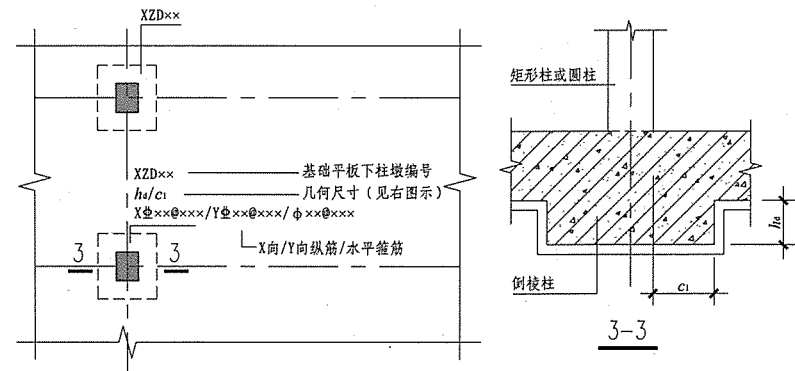 XZD××
XZD×× 基础平板下柱墩编号
hd/c1 几何尺寸（见右图示）
XΦ××@×××/YΦ××@×××/ϕ××@×××
X向/Y向纵筋/水平箍筋
3 3
矩形柱或圆柱
hd
倒棱柱
c1
3-3